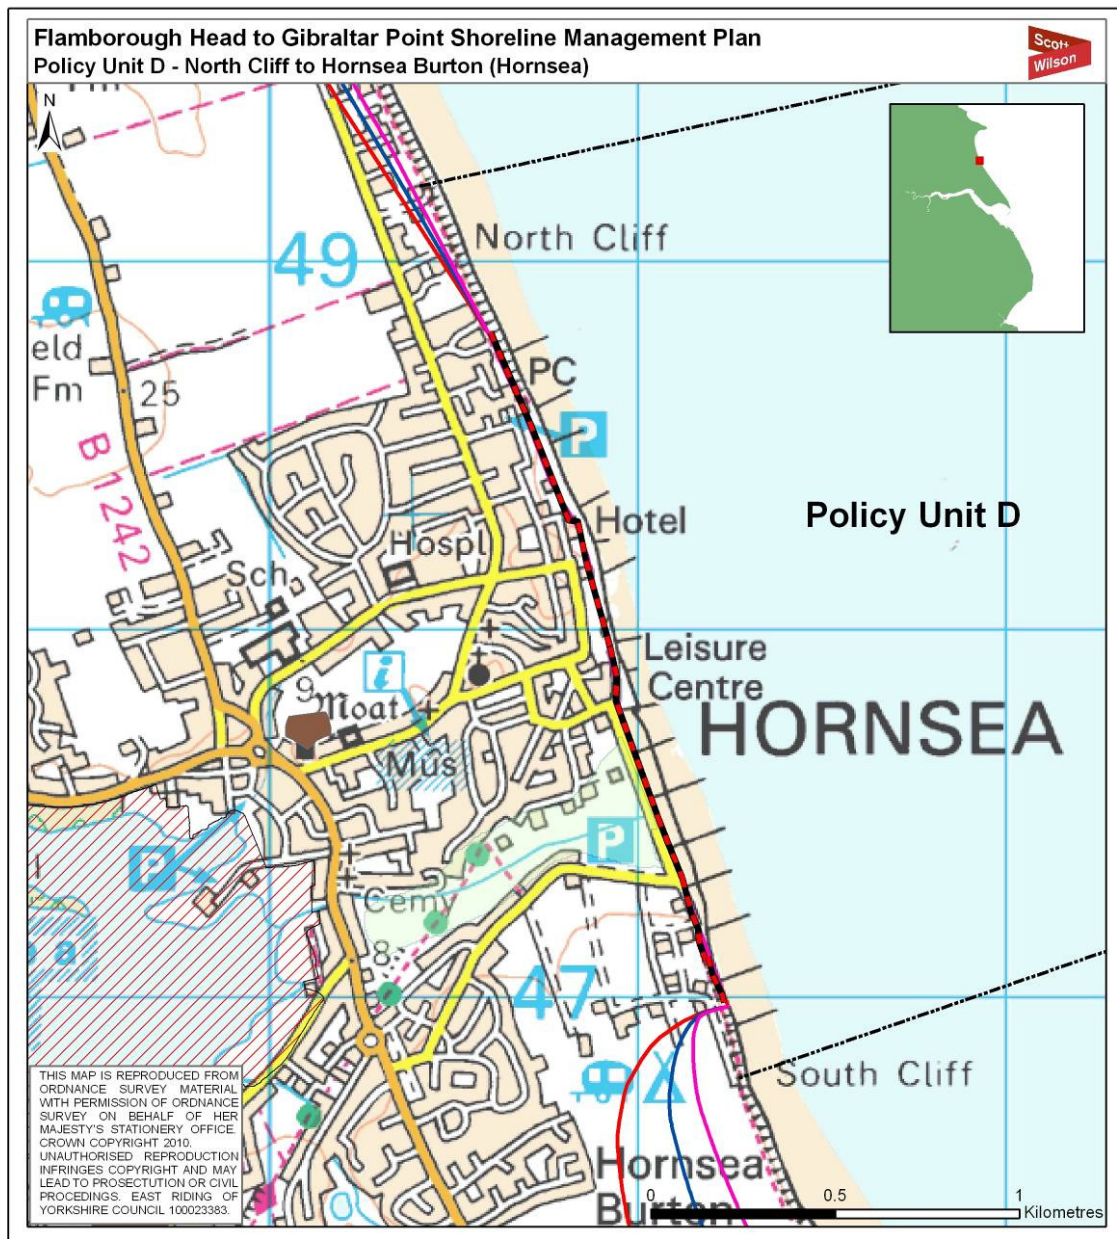 Flamborough Head to Gibraltar Point Shoreline Management Plan
Policy Unit D - North Cliff to Hornsea Burton (Hornsea)
Scott
Wilson
N
North Cliff
49
eld
Fm
25
PC
P
B 1242
Policy Unit D
Hotel
Hospl
Sch
Leisure
Centre
i
9
Moat
HORNSEA
Mus
P
P
Cemy
8
a
47
South Cliff
THIS MAP IS REPRODUCED FROM
ORDNANCE SURVEY MATERIAL
WITH PERMISSION OF ORDNANCE
SURVEY ON BEHALF OF HER
MAJESTY'S STATIONERY OFFICE.
CROWN COPYRIGHT 2010.
UNAUTHORISED REPRODUCTION
INFRINGES COPYRIGHT AND MAY
LEAD TO PROSECTUTION OR CIVIL
PROCEDINGS. EAST RIDING OF
YORKSHIRE COUNCIL 100023383.
Hornsea
Burton
0 0.5 1
Kilometres